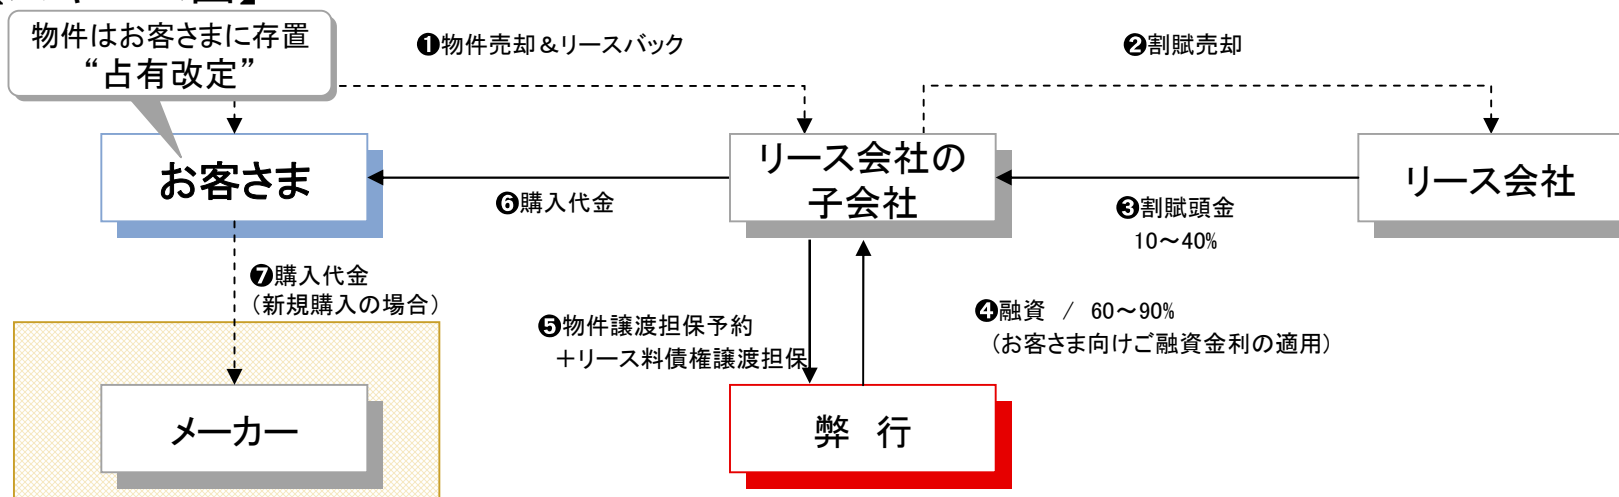 物件はお客さまに存置
“占有改定”
❶物件売却＆リースバック
❷割賦売却
お客さま
リース会社の
子会社
リース会社
❻購入代金
❸割賦頭金
10～40%
❼購入代金
（新規購入の場合）
❺物件譲渡担保予約
＋リース料債権譲渡担保
❹融資 / 60～90%
（お客さま向けご融資金利の適用）
メーカー
弊 行